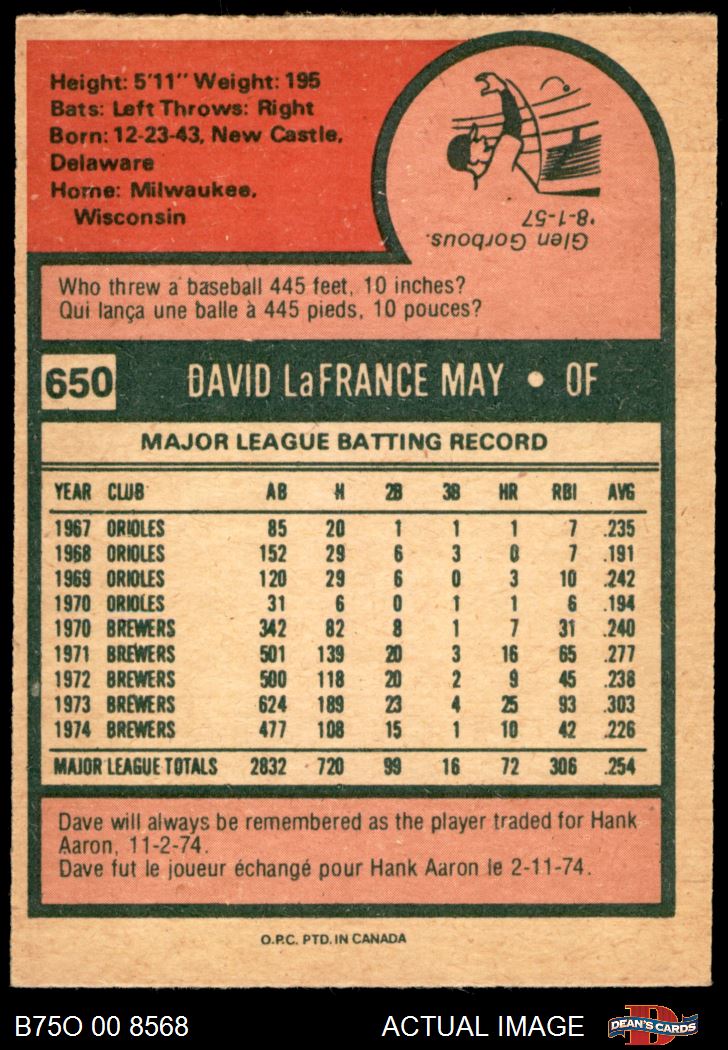 Height: 5'11" Weight: 195
Bats: Left Throws: Right
Born: 12-23-43, New Castle,
Delaware
Home: Milwaukee,
Wisconsin
Glen Gorbous.
'8-1-57
Who threw a baseball 445 feet, 10 inches?
Qui lança une balle à 445 pieds, 10 pouces?
650 DAVID LaFRANCE MAY • OF
MAJOR LEAGUE BATTING RECORD
YEAR CLUB AB H 2B 3B HR RBI AVG
1967 ORIOLES 85 20 1 1 1 7 .235
1968 ORIOLES 152 29 6 3 0 7 .191
1969 ORIOLES 120 29 6 0 3 10 .242
1970 ORIOLES 31 6 0 1 1 6 .194
1970 BREWERS 342 82 8 1 7 31 .240
1971 BREWERS 501 139 20 3 16 65 .277
1972 BREWERS 500 118 20 2 9 45 .238
1973 BREWERS 624 189 23 4 25 93 .303
1974 BREWERS 477 108 15 1 10 42 .226
MAJOR LEAGUE TOTALS 2832 720 99 16 72 306 .254
Dave will always be remembered as the player traded for Hank
Aaron, 11-2-74.
Dave fut le joueur échangé pour Hank Aaron le 2-11-74.
O.P.C. PTD. IN CANADA
B75O 00 8568 ACTUAL IMAGE D DEAN'S CARDS